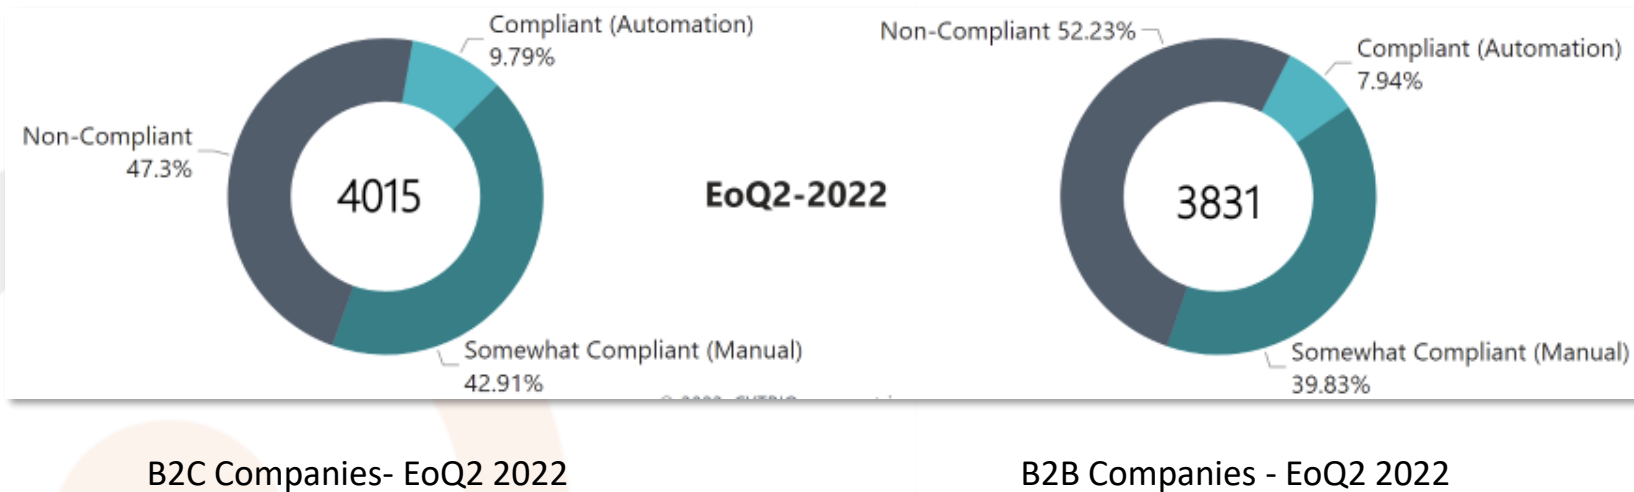 Compliant (Automation)
9.79%
Non-Compliant
47.3%
4015
Somewhat Compliant (Manual)
42.91%
EoQ2-2022
Non-Compliant 52.23%
Compliant (Automation)
7.94%
3831
Somewhat Compliant (Manual)
39.83%
B2C Companies- EoQ2 2022
B2B Companies - EoQ2 2022